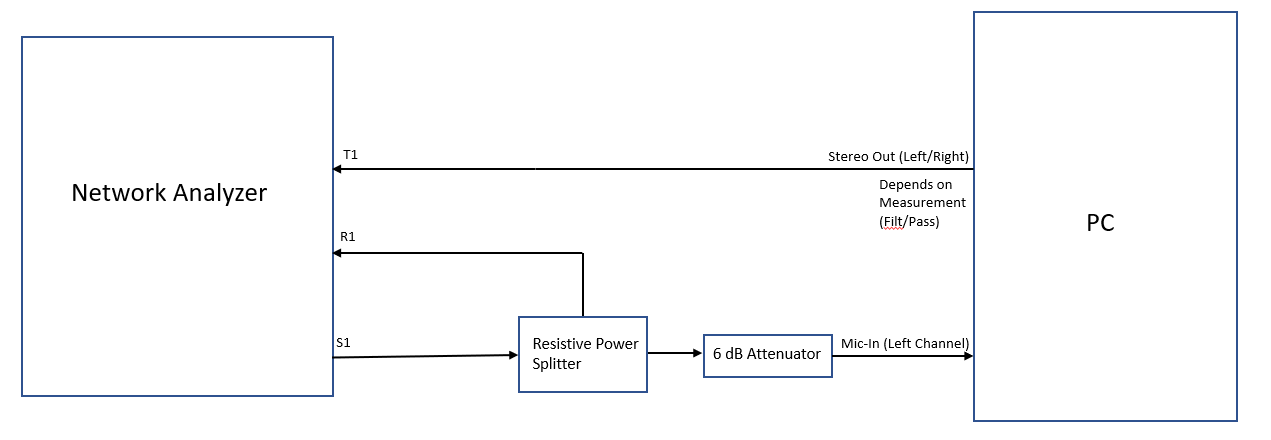 Network Analyzer
T1
Stereo Out (Left/Right)
Depends on
Measurement
(Filt/Pass)
PC
R1
S1
Resistive Power
Splitter
6 dB Attenuator
Mic-In (Left Channel)